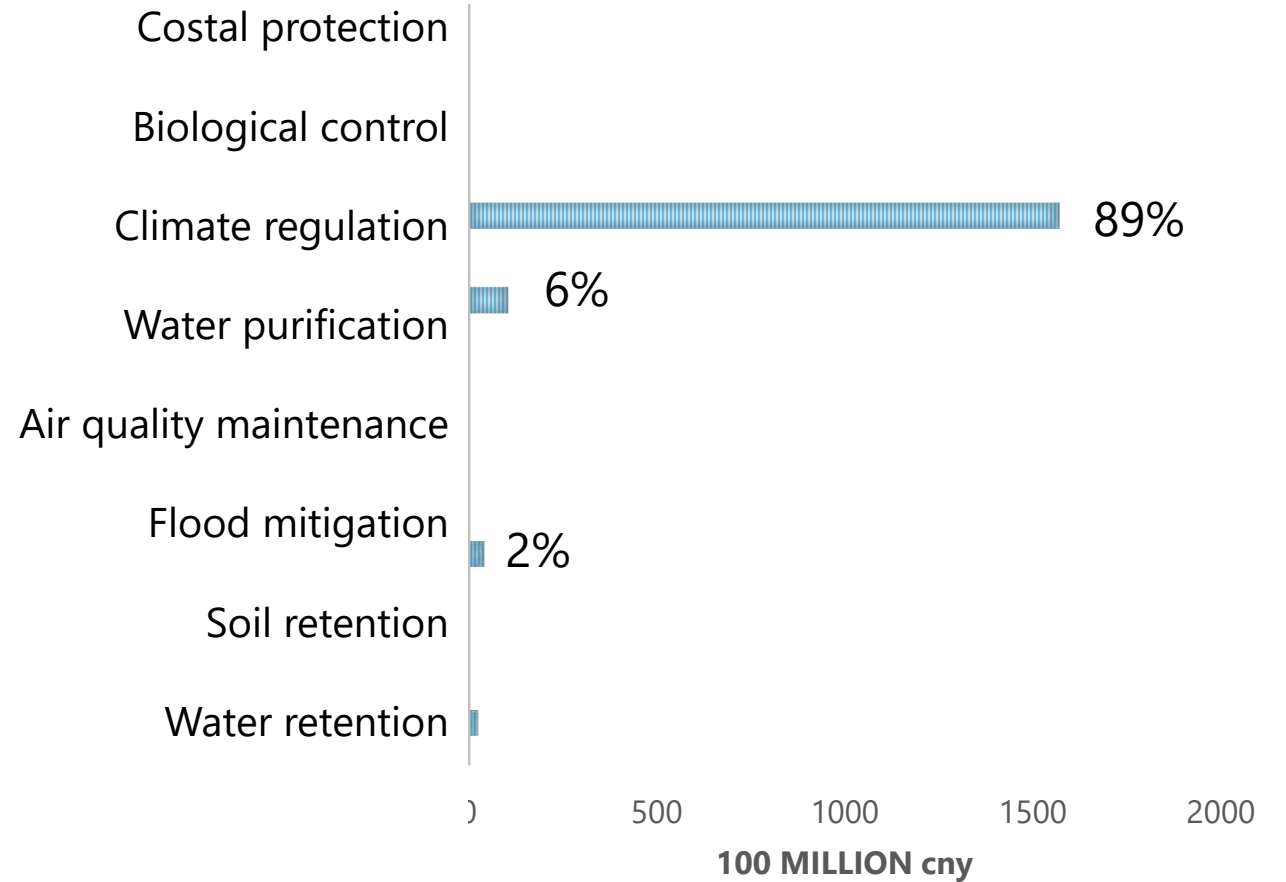 Costal protection
Biological control
Climate regulation
89%
6%
Water purification
Air quality maintenance
Flood mitigation
2%
Soil retention
Water retention
0 500 1000 1500 2000
100 MILLION cny